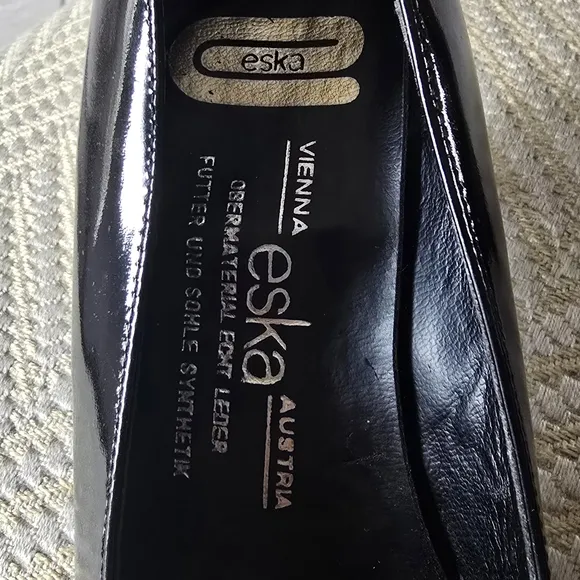 eska
VIENNA eska AUSTRIA
OBERMATERIAL ECHT LEDER
FUTTER UND SOHLE SYNTHETIK